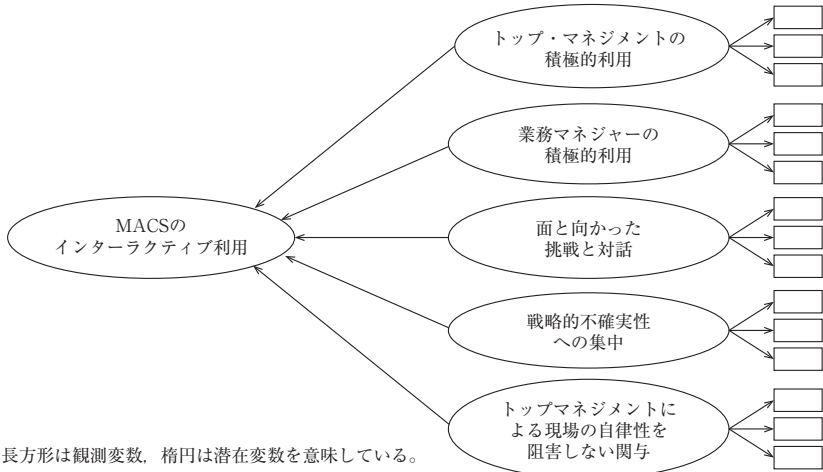 トップ・マネジメントの
積極的利用
業務マネジャーの
積極的利用
MACSの
インターラクティブ利用
面と向かった
挑戦と対話
戦略的不確実性
への集中
トップマネジメントに
よる現場の自律性を
阻害しない関与
長方形は観測変数，楕円は潜在変数を意味している。